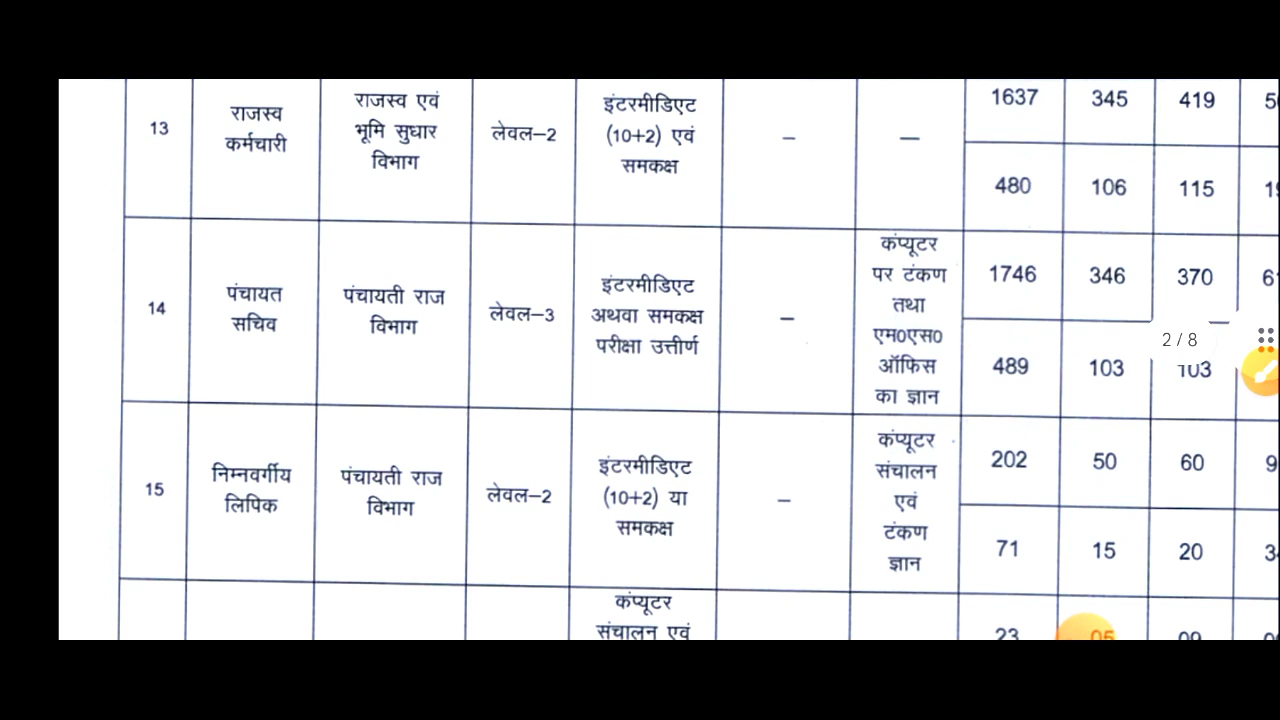 13
राजस्व
कर्मचारी
राजस्व एवं
भूमि सुधार
विभाग
लेवल–2
इंटरमीडिएट
(10+2) एवं
समकक्ष
–
–
1637 345 419
480 106 115
14
पंचायत
सचिव
पंचायती राज
विभाग
लेवल–3
इंटरमीडिएट
अथवा समकक्ष
परीक्षा उत्तीर्ण
–
कंप्यूटर
पर टंकण
तथा
एम0एस0
ऑफिस
का ज्ञान
1746 346 370
2 / 8
489 103 103
15
निम्नवर्गीय
लिपिक
पंचायती राज
विभाग
लेवल–2
इंटरमीडिएट
(10+2) या
समकक्ष
–
कंप्यूटर
संचालन
एवं
टंकण
ज्ञान
202 50 60
71 15 20
कंप्यूटर
संचालन एवं
23 05 09